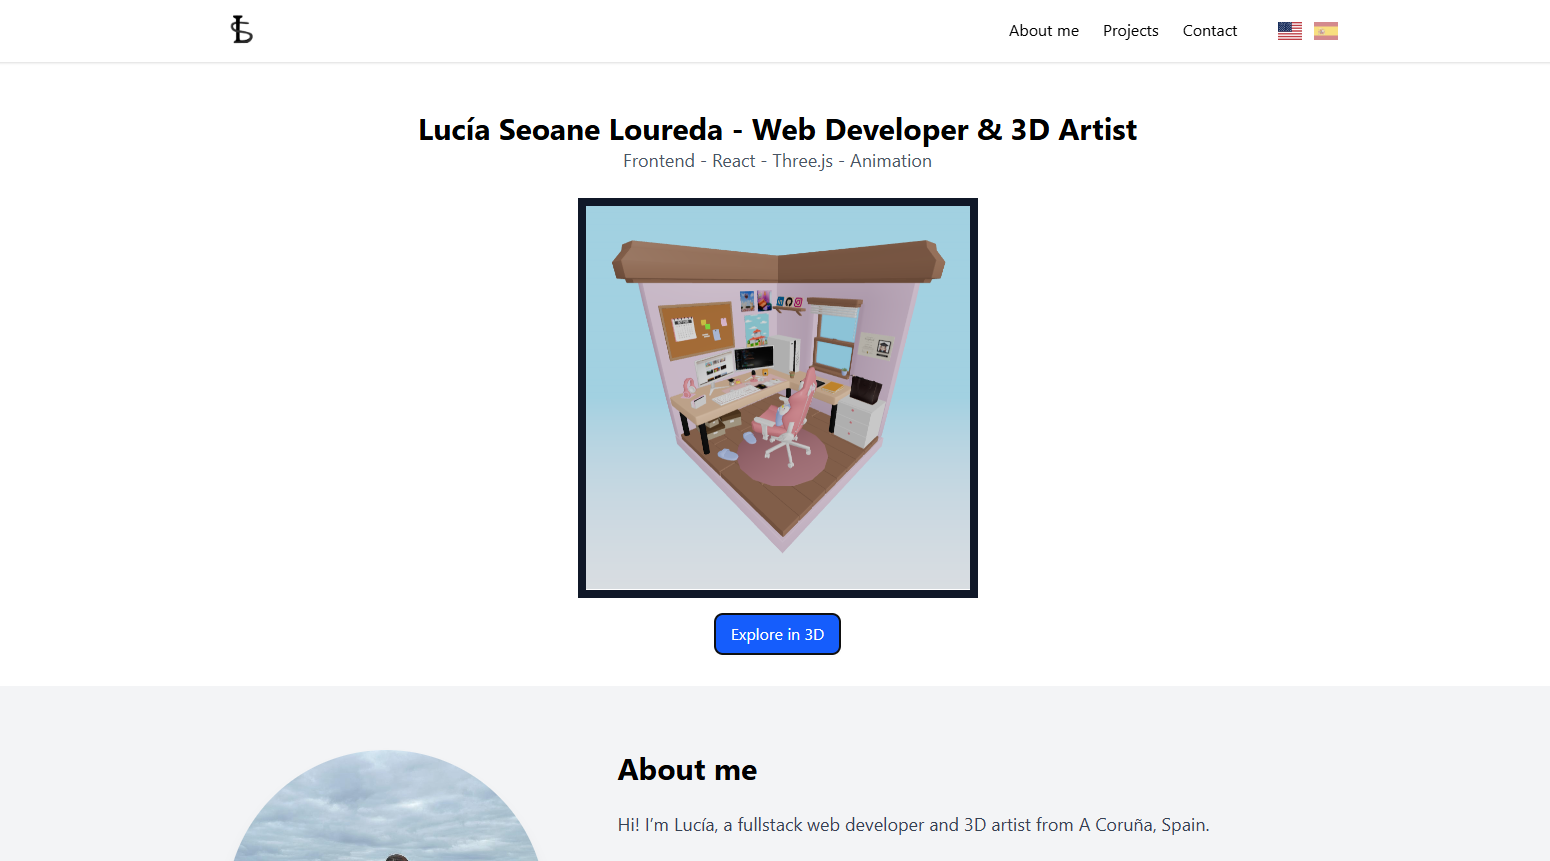 About me Projects Contact
Lucía Seoane Loureda - Web Developer & 3D Artist
Frontend - React - Three.js - Animation
Explore in 3D
About me
Hi! I’m Lucía, a fullstack web developer and 3D artist from A Coruña, Spain.